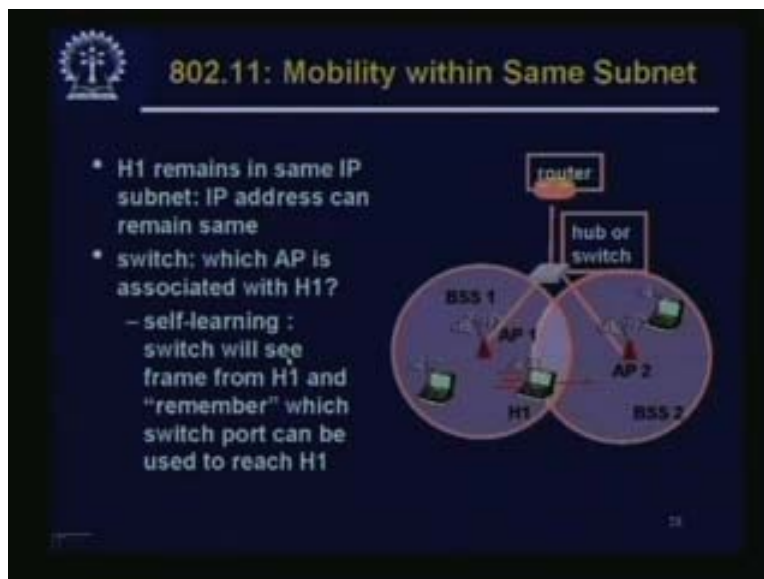 802.11: Mobility within Same Subnet
• H1 remains in same IP
subnet: IP address can
remain same
• switch: which AP is
associated with H1?
– self-learning :
switch will see
frame from H1 and
“remember” which
switch port can be
used to reach H1
router
hub or
switch
BSS 1
AP 1
AP 2
H1
BSS 2